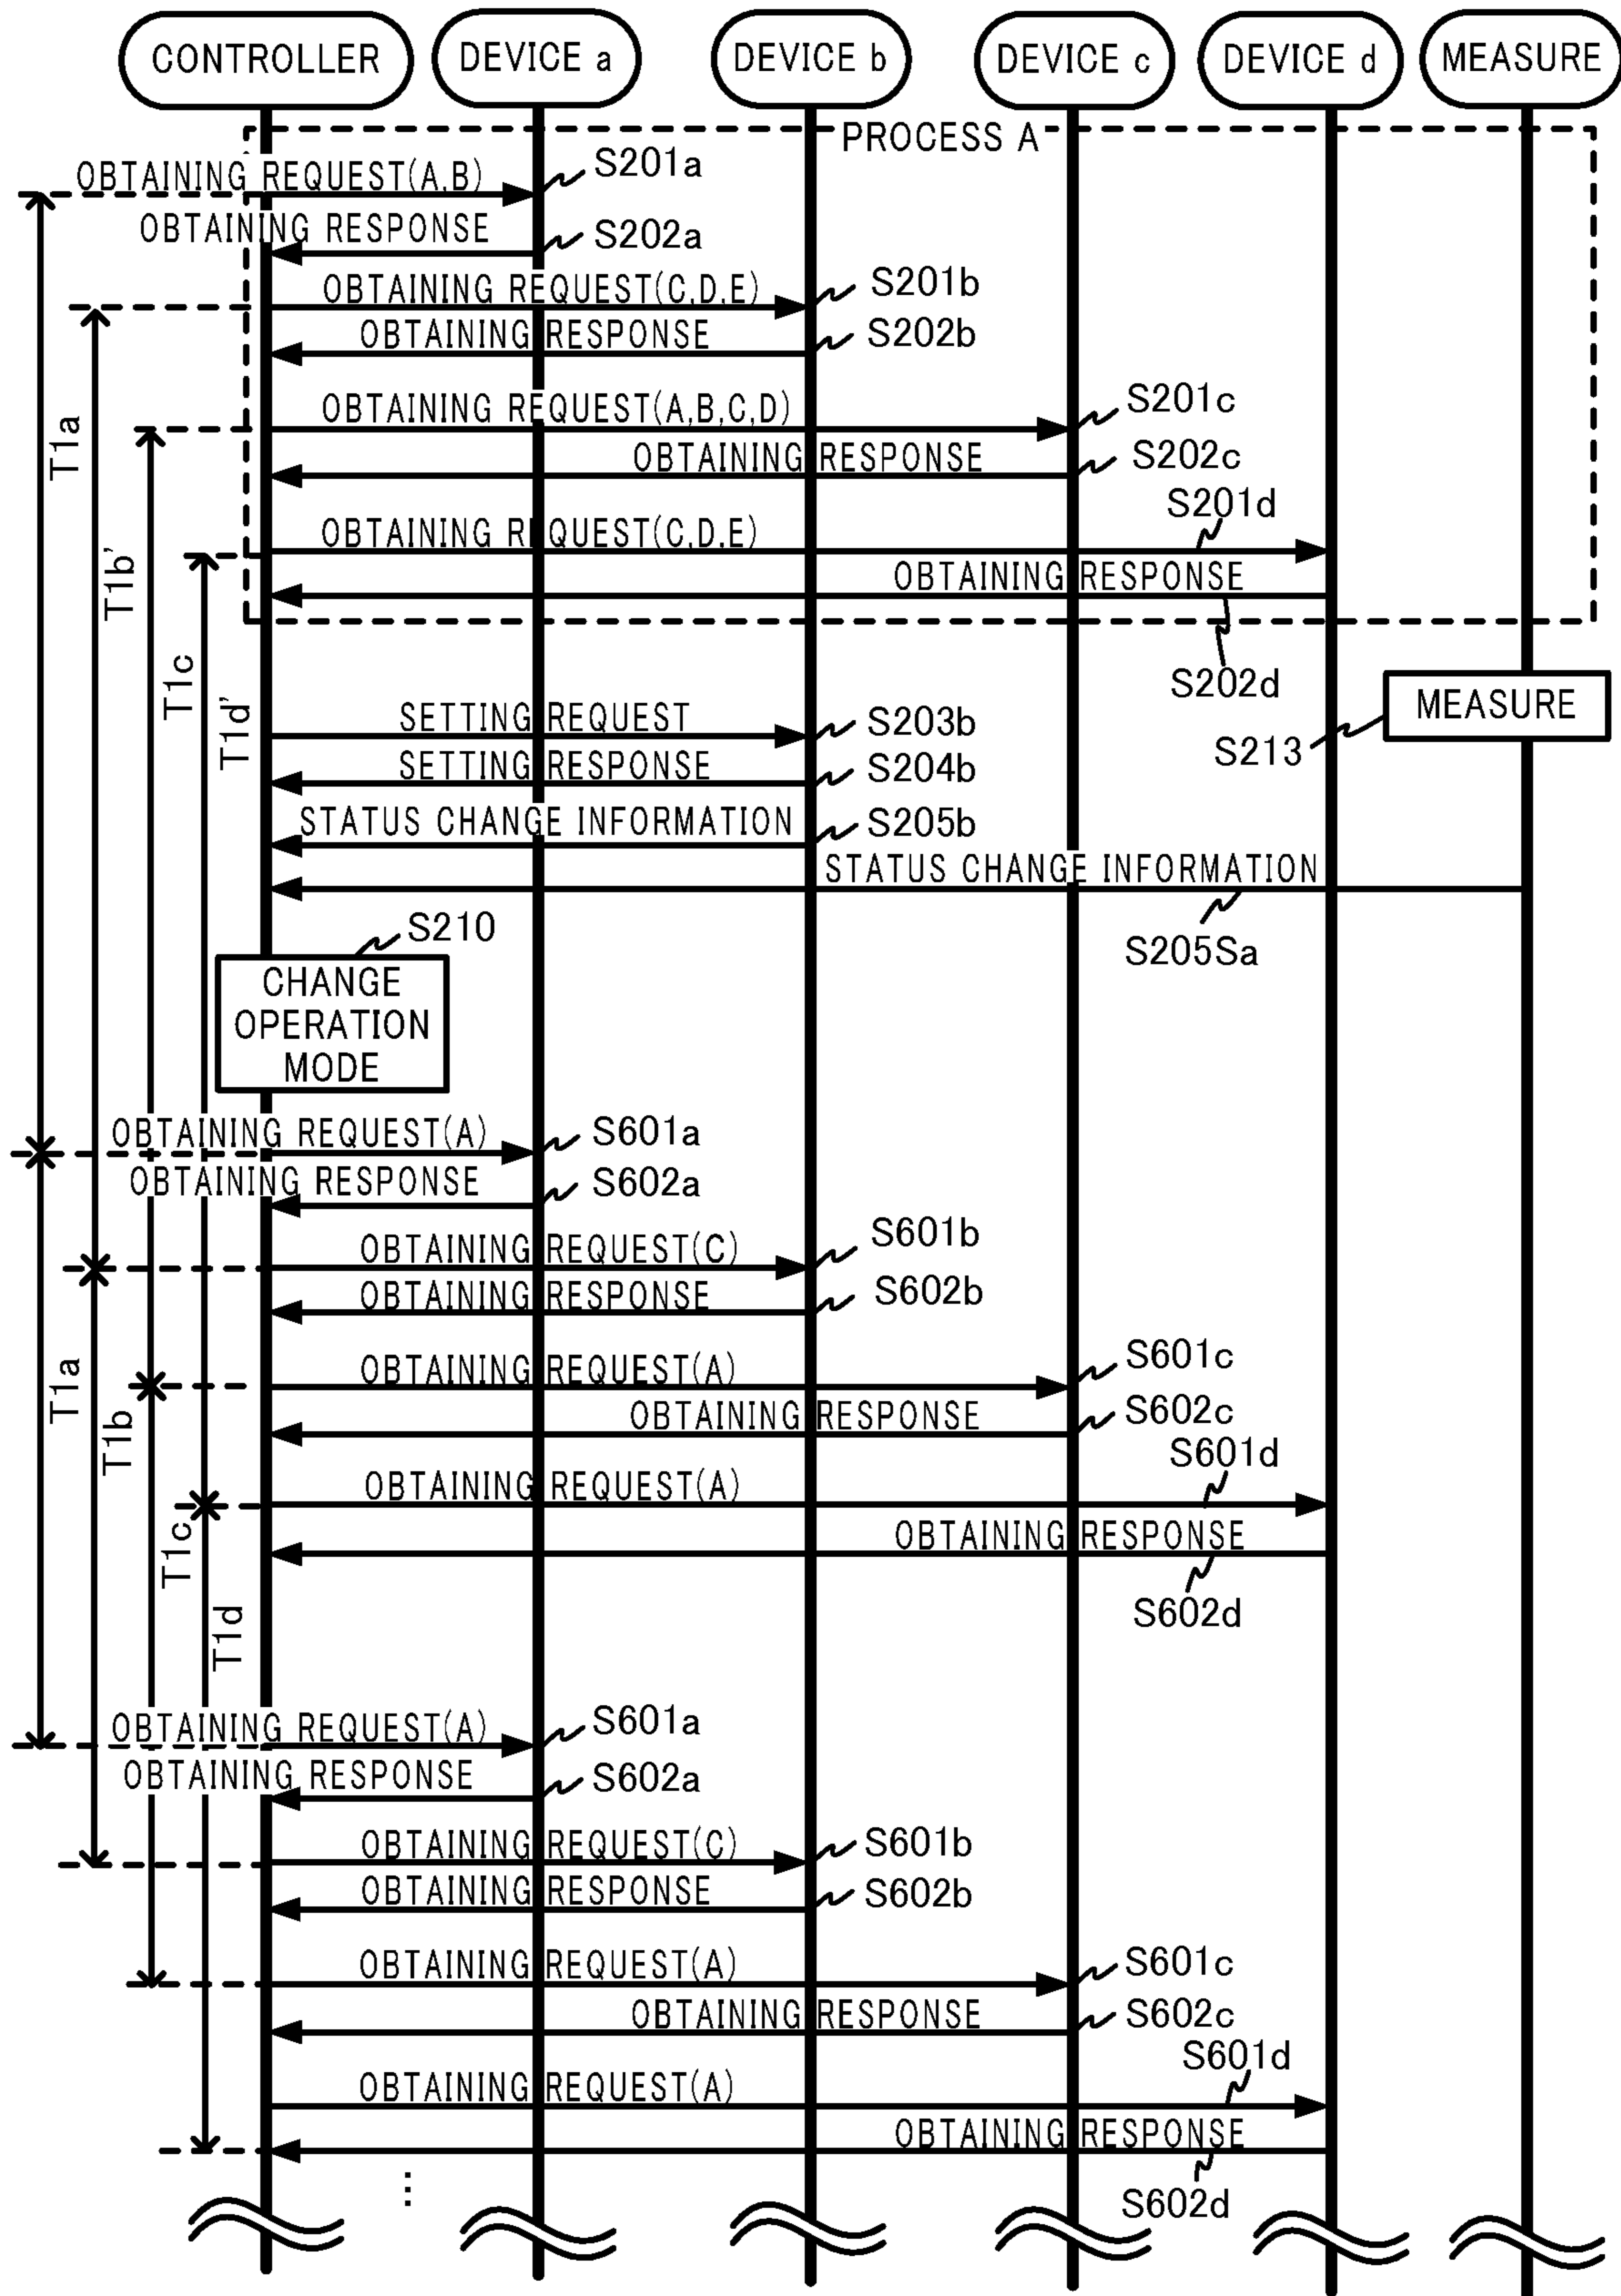 CONTROLLER
DEVICE a
DEVICE b
DEVICE c
DEVICE d
MEASURE
PROCESS A
OBTAINING REQUEST(A,B)
S201a
OBTAINING RESPONSE
S202a
OBTAINING REQUEST(C,D,E)
S201b
OBTAINING RESPONSE
S202b
OBTAINING REQUEST(A,B,C,D)
S201c
OBTAINING RESPONSE
S202c
OBTAINING REQUEST(C,D,E)
S201d
OBTAINING RESPONSE
S202d
T1a
T1b'
T1c
T1d'
MEASURE
S213
SETTING REQUEST
S203b
SETTING RESPONSE
S204b
STATUS CHANGE INFORMATION
S205b
STATUS CHANGE INFORMATION
S205Sa
S210
CHANGE
OPERATION
MODE
OBTAINING REQUEST(A)
S601a
OBTAINING RESPONSE
S602a
OBTAINING REQUEST(C)
S601b
OBTAINING RESPONSE
S602b
OBTAINING REQUEST(A)
S601c
OBTAINING RESPONSE
S602c
OBTAINING REQUEST(A)
S601d
OBTAINING RESPONSE
S602d
T1a
T1b
T1c
T1d
OBTAINING REQUEST(A)
S601a
OBTAINING RESPONSE
S602a
OBTAINING REQUEST(C)
S601b
OBTAINING RESPONSE
S602b
OBTAINING REQUEST(A)
S601c
OBTAINING RESPONSE
S602c
OBTAINING REQUEST(A)
S601d
OBTAINING RESPONSE
S602d
⋮